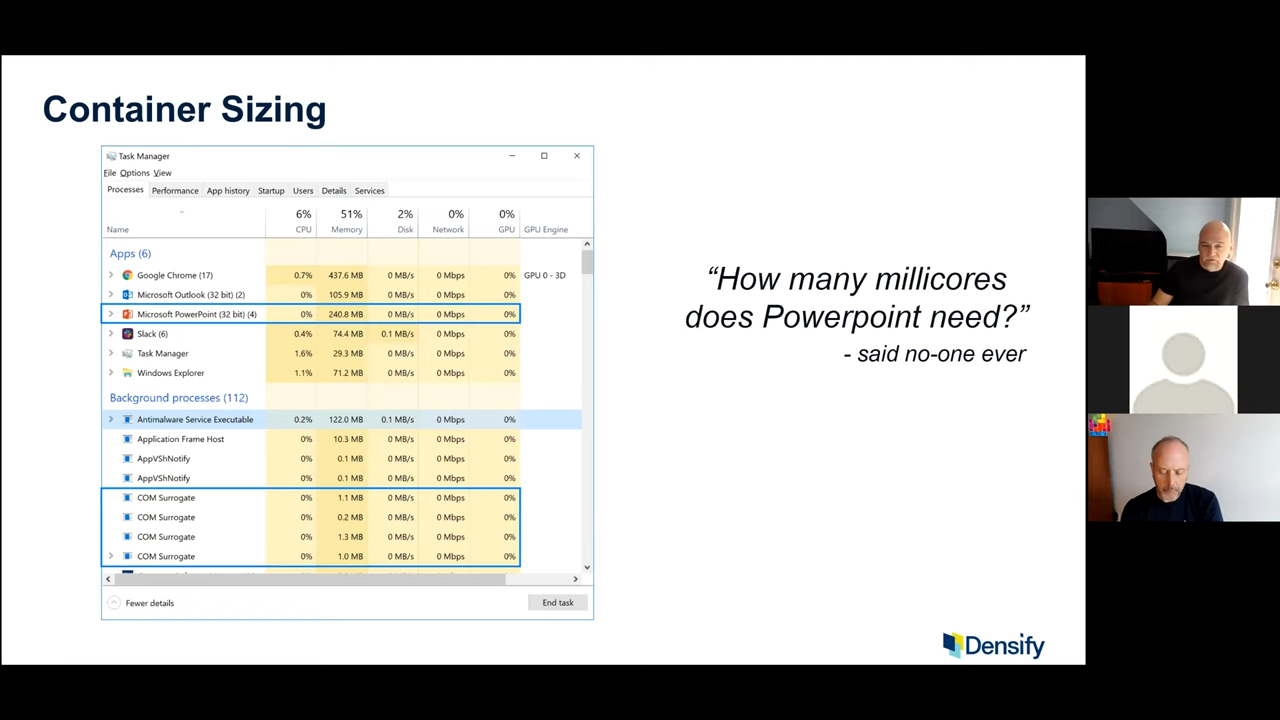 Container Sizing
Task Manager
File Options View
Processes Performance App history Startup Users Details Services
6% 51% 2% 0% 0%
Name CPU Memory Disk Network GPU GPU Engine
Apps (6)
Google Chrome (17) 0.7% 437.6 MB 0 MB/s 0 Mbps 0% GPU 0 - 3D
Microsoft Outlook (32 bit) (2) 0% 105.9 MB 0 MB/s 0 Mbps 0%
Microsoft PowerPoint (32 bit) (4) 0% 240.8 MB 0 MB/s 0 Mbps 0%
Slack (6) 0.4% 74.4 MB 0.1 MB/s 0 Mbps 0%
Task Manager 1.6% 29.3 MB 0 MB/s 0 Mbps 0%
Windows Explorer 1.1% 71.2 MB 0 MB/s 0 Mbps 0%
Background processes (112)
Antimalware Service Executable 0.2% 122.0 MB 0.1 MB/s 0 Mbps 0%
Application Frame Host 0% 10.3 MB 0 MB/s 0 Mbps 0%
AppVShNotify 0% 0.1 MB 0 MB/s 0 Mbps 0%
AppVShNotify 0% 0.1 MB 0 MB/s 0 Mbps 0%
COM Surrogate 0% 1.1 MB 0 MB/s 0 Mbps 0%
COM Surrogate 0% 0.2 MB 0 MB/s 0 Mbps 0%
COM Surrogate 0% 1.3 MB 0 MB/s 0 Mbps 0%
COM Surrogate 0% 1.0 MB 0 MB/s 0 Mbps 0%
Fewer details End task
“How many millicores
does Powerpoint need?”
- said no-one ever
Densify